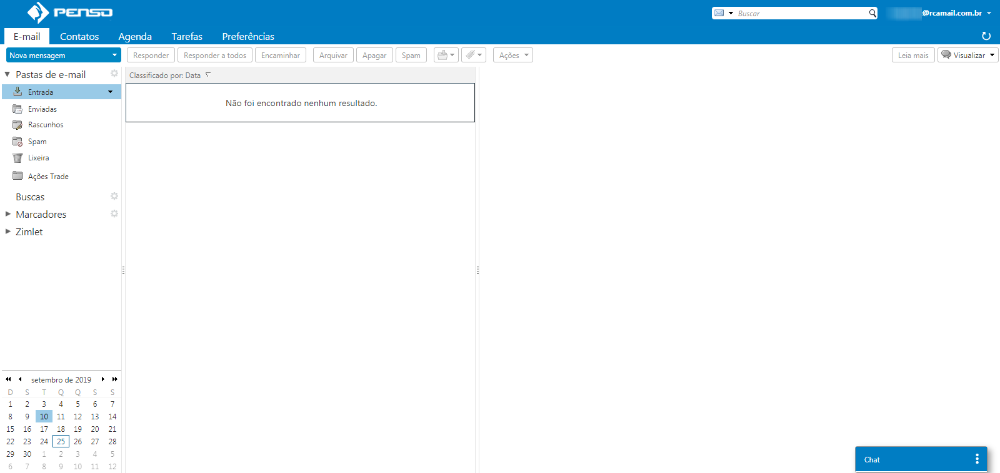 PENSO
Buscar
@rcamail.com.br
E-mail Contatos Agenda Tarefas Preferências
Nova mensagem Responder Responder a todos Encaminhar Arquivar Apagar Spam Ações Leia mais Visualizar
Pastas de e-mail
Classificado por: Data
Entrada
Não foi encontrado nenhum resultado.
Enviadas
Rascunhos
Spam
Lixeira
Ações Trade
Buscas
Marcadores
Zimlet
setembro de 2019
D S T Q Q S S
1 2 3 4 5 6 7
8 9 10 11 12 13 14
15 16 17 18 19 20 21
22 23 24 25 26 27 28
29 30 1 2 3 4 5
6 7 8 9 10 11 12
Chat